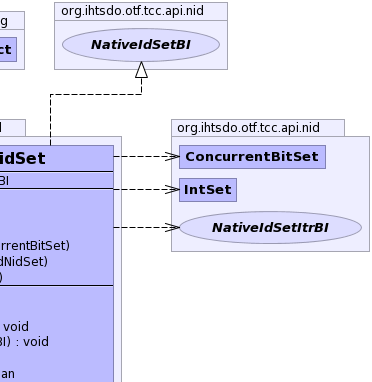 org.ihtsdo.otf.tcc.api.nid
g
NativeIdSetBI
ct
org.ihtsdo.otf.tcc.api.nid
idSet
ConcurrentBitSet
BI
IntSet
NativeIdSetItrBI
urrentBitSet)
dNidSet)
)
: void
BI) : void
an